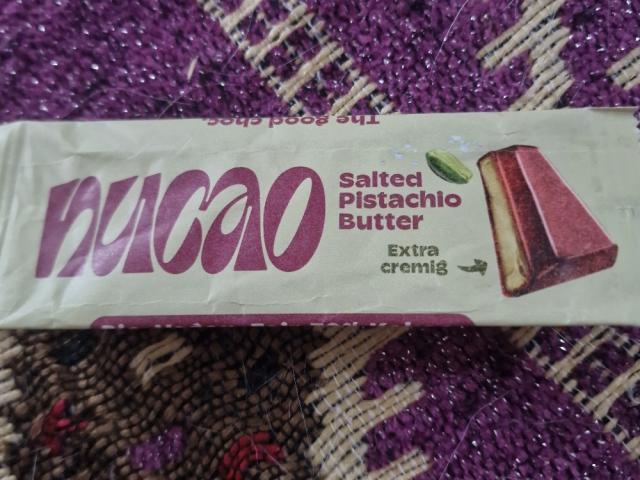 The good choc.
nucao
Salted
Pistachio
Butter
Extra
cremig